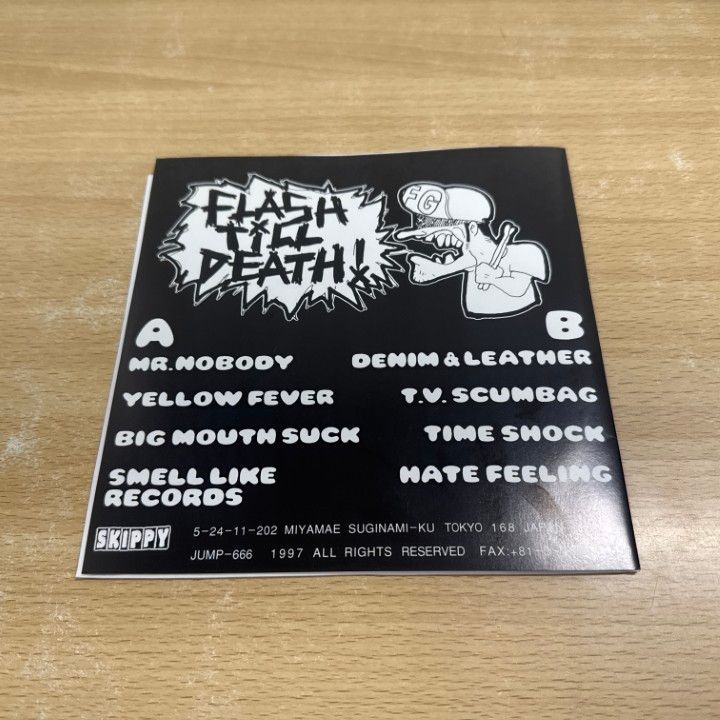 FLASH
TILL
DEATH!
FG
A
B
MR.NOBODY
DENIM & LEATHER
YELLOW FEVER
T.V. SCUMBAG
BIG MOUTH SUCK
TIME SHOCK
SMELL LIKE
RECORDS
HATE FEELING
SKIPPY
5-24-11-202 MIYAMAE SUGINAMI-KU TOKYO 168 JAPAN
JUMP-666 1997 ALL RIGHTS RESERVED FAX:+81-